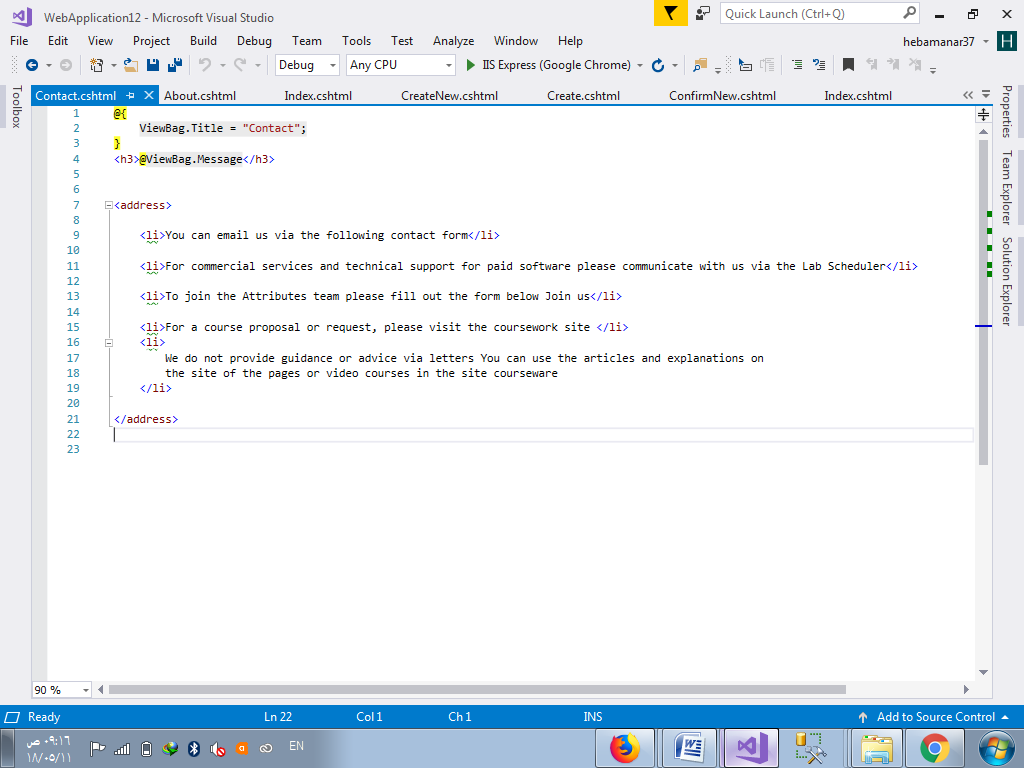 WebApplication12 - Microsoft Visual Studio
Quick Launch (Ctrl+Q)
File Edit View Project Build Debug Team Tools Test Analyze Window Help
hebamanar37 H
Debug Any CPU IIS Express (Google Chrome)
Toolbox
Contact.cshtml About.cshtml Index.cshtml CreateNew.cshtml Create.cshtml ConfirmNew.cshtml Index.cshtml
Properties
Team Explorer
Solution Explorer
1 @{
2 ViewBag.Title = "Contact";
3 }
4 <h3>@ViewBag.Message</h3>
5
6
7 <address>
8
9 <li>You can email us via the following contact form</li>
10
11 <li>For commercial services and technical support for paid software please communicate with us via the Lab Scheduler</li>
12
13 <li>To join the Attributes team please fill out the form below Join us</li>
14
15 <li>For a course proposal or request, please visit the coursework site </li>
16 <li>
17 We do not provide guidance or advice via letters You can use the articles and explanations on
18 the site of the pages or video courses in the site courseware
19 </li>
20
21 </address>
22
23
90 %
Ready Ln 22 Col 1 Ch 1 INS Add to Source Control
٠٩:١٦ ص
١٨/٠٥/١١
EN